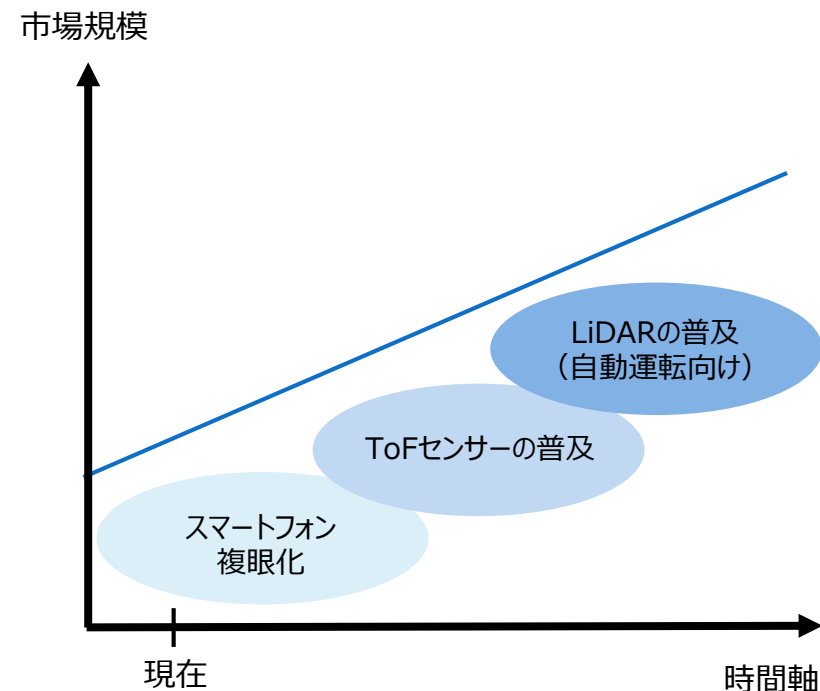 市場規模
LiDARの普及
（自動運転向け）
ToFセンサーの普及
スマートフォン
複眼化
現在
時間軸